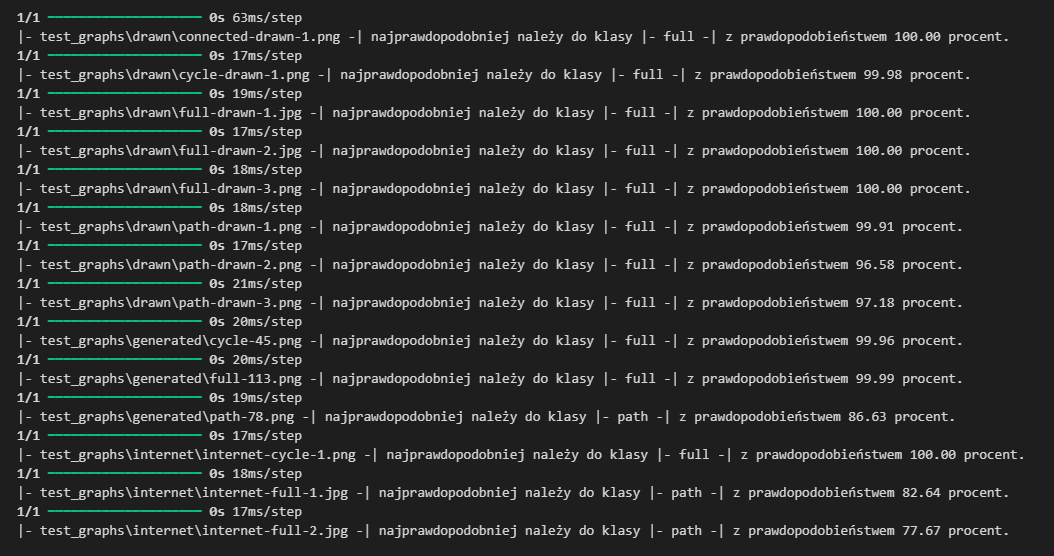 1/1 ━━━━━━━━━━━━━━━━━━━━ 0s 63ms/step
|- test_graphs\drawn\connected-drawn-1.png -| najprawdopodobniej należy do klasy |- full -| z prawdopodobieństwem 100.00 procent.
1/1 ━━━━━━━━━━━━━━━━━━━━ 0s 17ms/step
|- test_graphs\drawn\cycle-drawn-1.png -| najprawdopodobniej należy do klasy |- full -| z prawdopodobieństwem 99.98 procent.
1/1 ━━━━━━━━━━━━━━━━━━━━ 0s 19ms/step
|- test_graphs\drawn\full-drawn-1.jpg -| najprawdopodobniej należy do klasy |- full -| z prawdopodobieństwem 100.00 procent.
1/1 ━━━━━━━━━━━━━━━━━━━━ 0s 17ms/step
|- test_graphs\drawn\full-drawn-2.jpg -| najprawdopodobniej należy do klasy |- full -| z prawdopodobieństwem 100.00 procent.
1/1 ━━━━━━━━━━━━━━━━━━━━ 0s 18ms/step
|- test_graphs\drawn\full-drawn-3.png -| najprawdopodobniej należy do klasy |- full -| z prawdopodobieństwem 100.00 procent.
1/1 ━━━━━━━━━━━━━━━━━━━━ 0s 18ms/step
|- test_graphs\drawn\path-drawn-1.png -| najprawdopodobniej należy do klasy |- full -| z prawdopodobieństwem 99.91 procent.
1/1 ━━━━━━━━━━━━━━━━━━━━ 0s 17ms/step
|- test_graphs\drawn\path-drawn-2.png -| najprawdopodobniej należy do klasy |- full -| z prawdopodobieństwem 96.58 procent.
1/1 ━━━━━━━━━━━━━━━━━━━━ 0s 21ms/step
|- test_graphs\drawn\path-drawn-3.png -| najprawdopodobniej należy do klasy |- full -| z prawdopodobieństwem 97.18 procent.
1/1 ━━━━━━━━━━━━━━━━━━━━ 0s 20ms/step
|- test_graphs\generated\cycle-45.png -| najprawdopodobniej należy do klasy |- full -| z prawdopodobieństwem 99.96 procent.
1/1 ━━━━━━━━━━━━━━━━━━━━ 0s 20ms/step
|- test_graphs\generated\full-113.png -| najprawdopodobniej należy do klasy |- full -| z prawdopodobieństwem 99.99 procent.
1/1 ━━━━━━━━━━━━━━━━━━━━ 0s 19ms/step
|- test_graphs\generated\path-78.png -| najprawdopodobniej należy do klasy |- path -| z prawdopodobieństwem 86.63 procent.
1/1 ━━━━━━━━━━━━━━━━━━━━ 0s 17ms/step
|- test_graphs\internet\internet-cycle-1.png -| najprawdopodobniej należy do klasy |- full -| z prawdopodobieństwem 100.00 procent.
1/1 ━━━━━━━━━━━━━━━━━━━━ 0s 18ms/step
|- test_graphs\internet\internet-full-1.jpg -| najprawdopodobniej należy do klasy |- path -| z prawdopodobieństwem 82.64 procent.
1/1 ━━━━━━━━━━━━━━━━━━━━ 0s 17ms/step
|- test_graphs\internet\internet-full-2.jpg -| najprawdopodobniej należy do klasy |- path -| z prawdopodobieństwem 77.67 procent.